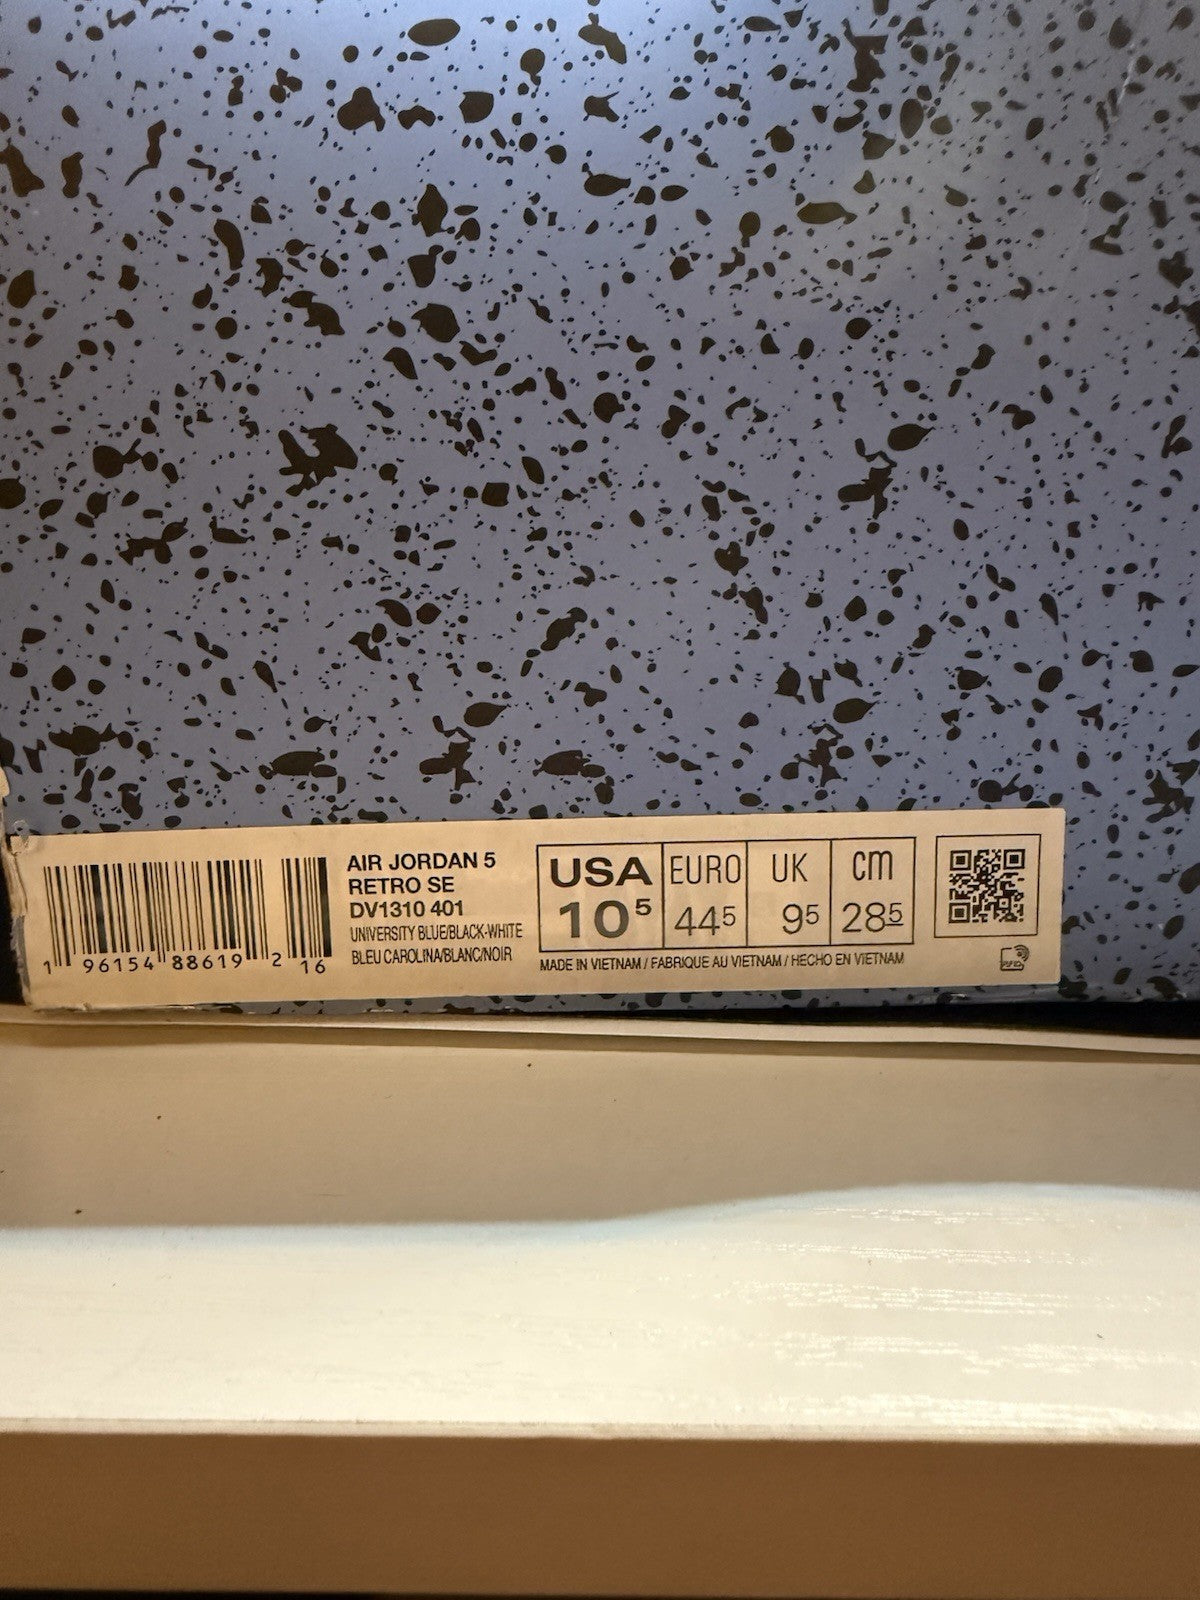 AIR JORDAN 5
RETRO SE
DV1310 401
UNIVERSITY BLUE/BLACK-WHITE
BLEU CAROLINA/BLANC/NOIR
1 96154 88619 2 16
USA EURO UK cm
10⁵ 44⁵ 9⁵ 28⁵
MADE IN VIETNAM / FABRIQUE AU VIETNAM / HECHO EN VIETNAM